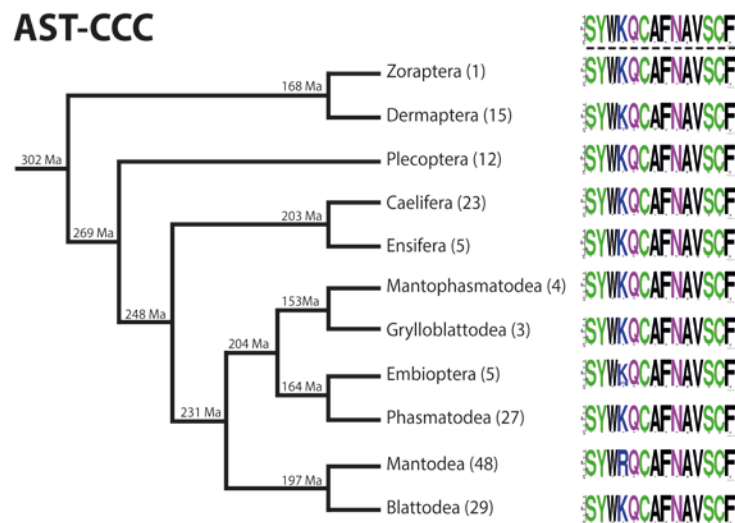 AST-CCC
SYWKQCAFNAVSCF
Zoraptera (1) SYWKQCAFNAVSCF
168 Ma
Dermaptera (15) SYWKQCAFNAVSCF
302 Ma
Plecoptera (12) SYWKQCAFNAVSCF
Caelifera (23) SYWKQCAFNAVSCF
203 Ma
269 Ma
Ensifera (5) SYWKQCAFNAVSCF
Mantophasmatodea (4) SYWKQCAFNAVSCF
153Ma
248 Ma
Grylloblattodea (3) SYWKQCAFNAVSCF
204 Ma
Embioptera (5) SYWKQCAFNAVSCF
164 Ma
231 Ma
Phasmatodea (27) SYWKQCAFNAVSCF
Mantodea (48) SYWRQCAFNAVSCF
197 Ma
Blattodea (29) SYWKQCAFNAVSCF